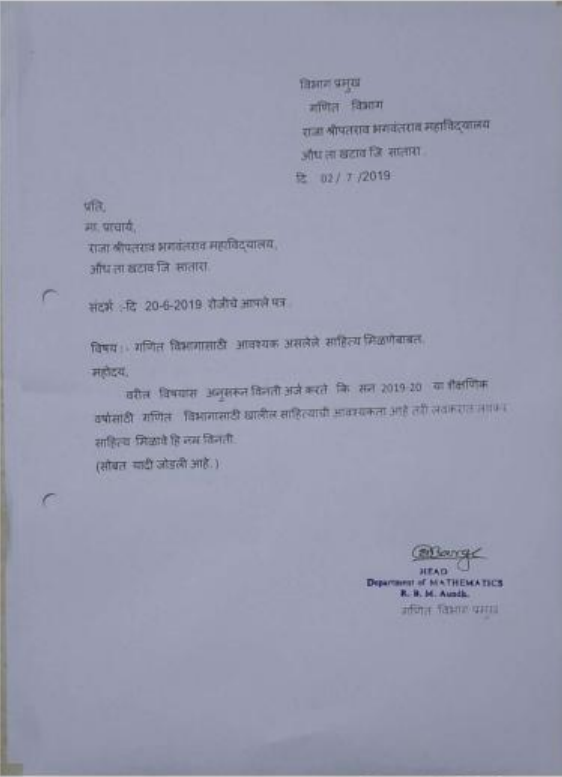 विभाग प्रमुख
गणित विभाग
राजा श्रीपतराव भगवंतराव महाविद्यालय
औंध ता खटाव जि सातारा.
दि 02/ 7 /2019
प्रति,
मा. प्राचार्य,
राजा श्रीपतराव भगवंतराव महाविद्यालय,
औंध ता खटाव जि सातारा.
संदर्भ :-दि 20-6-2019 रोजीचे आपले पत्र .
विषय :- गणित विभागासाठी आवश्यक असलेले साहित्य मिळणेबाबत.
महोदय,
वरील विषयास अनुसरून विनती अर्ज करते कि सन 2019-20 या शैक्षणिक
वर्षासाठी गणित विभागासाठी खालील साहित्याची आवश्यकता आहे तरी लवकरात लवकर
साहित्य मिळावे हि नम्र विनती.
(सोबत यादी जोडली आहे. )
HEAD
Department of MATHEMATICS
R. B. M. Aundh.
गणित विभाग प्रमुख